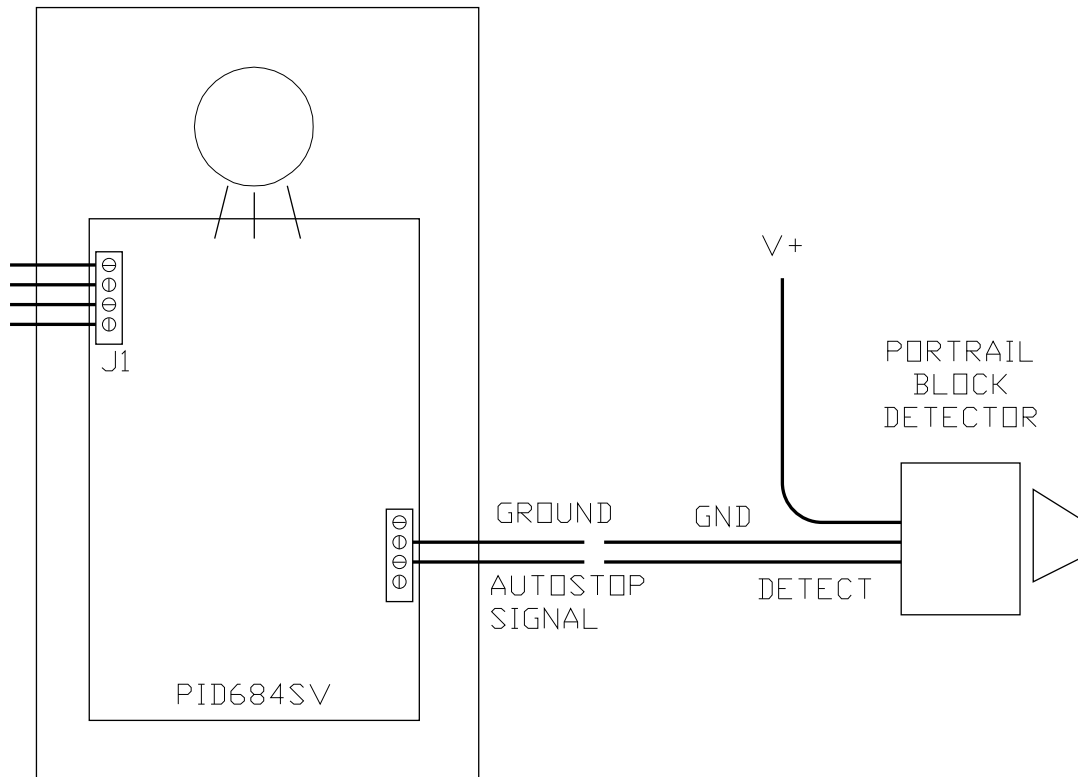 V+
PORTRAIL
BLOCK
DETECTOR
J1
GROUND
GND
AUTOSTOP
SIGNAL
DETECT
PID684SV